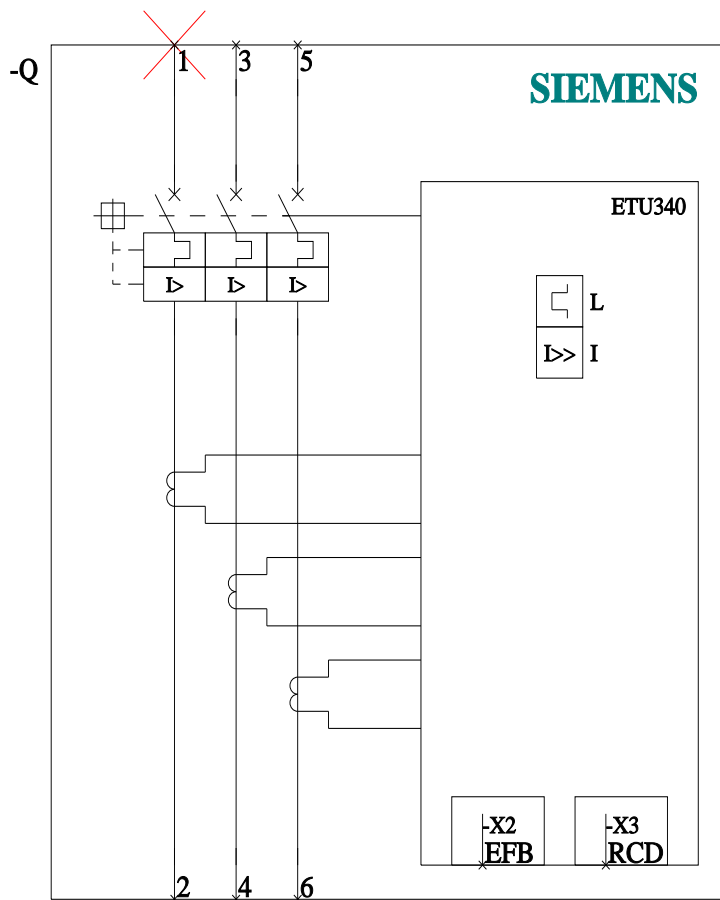 1 3 5
-Q
SIEMENS
ETU340
I> I> I>
L
I>> I
-X2 -X3
EFB RCD
2 4 6